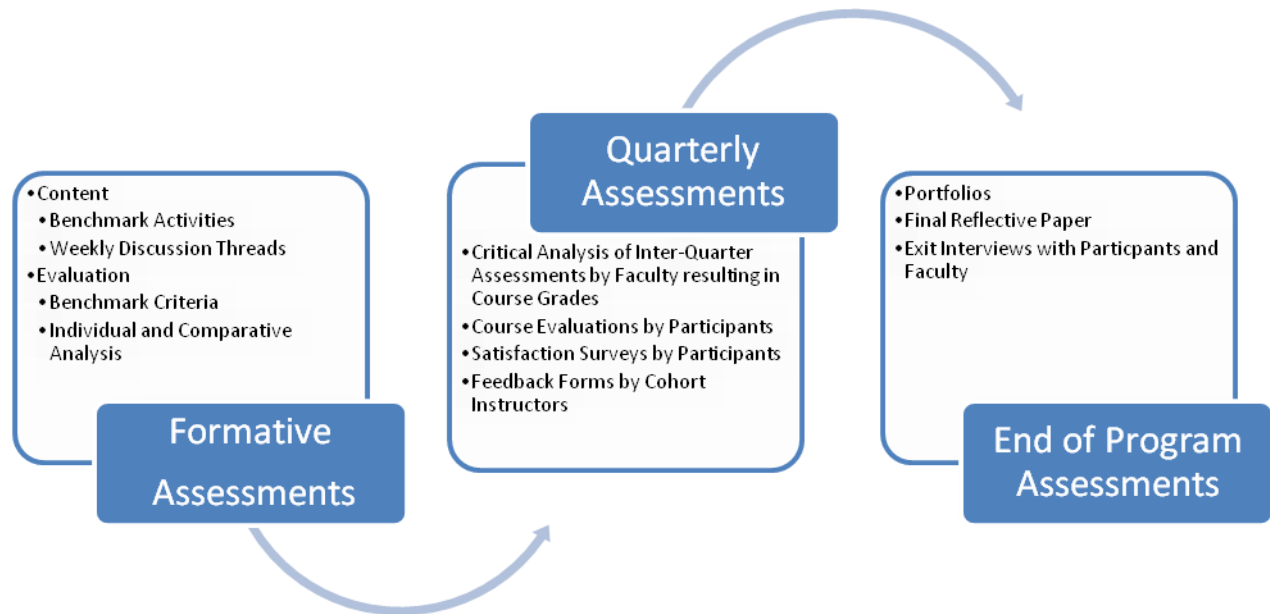 • Content
• Benchmark Activities
• Weekly Discussion Threads
• Evaluation
• Benchmark Criteria
• Individual and Comparative
Analysis
Formative
Assessments
Quarterly
Assessments
• Critical Analysis of Inter-Quarter
Assessments by Faculty resulting in
Course Grades
• Course Evaluations by Participants
• Satisfaction Surveys by Participants
• Feedback Forms by Cohort
Instructors
• Portfolios
• Final Reflective Paper
• Exit Interviews with Particpants and
Faculty
End of Program
Assessments